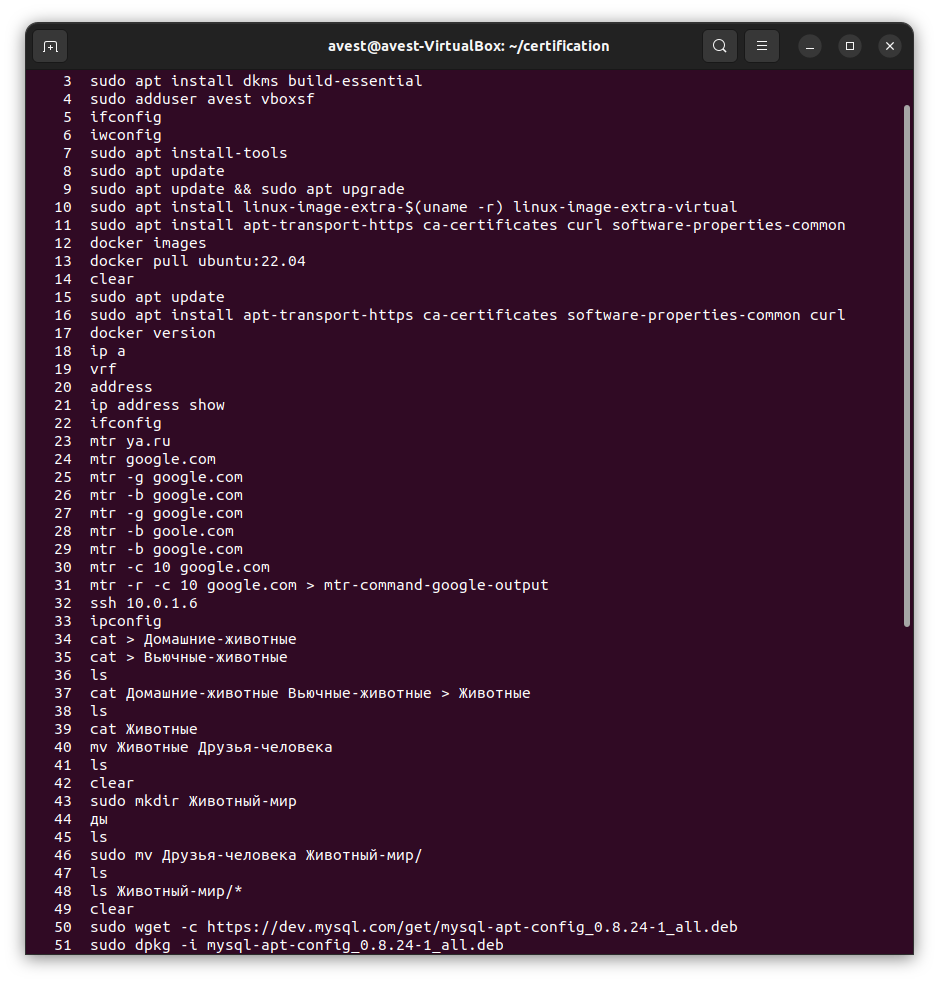 avest@avest-VirtualBox: ~/certification
3 sudo apt install dkms build-essential
4 sudo adduser avest vboxsf
5 ifconfig
6 iwconfig
7 sudo apt install-tools
8 sudo apt update
9 sudo apt update && sudo apt upgrade
10 sudo apt install linux-image-extra-$(uname -r) linux-image-extra-virtual
11 sudo apt install apt-transport-https ca-certificates curl software-properties-common
12 docker images
13 docker pull ubuntu:22.04
14 clear
15 sudo apt update
16 sudo apt install apt-transport-https ca-certificates software-properties-common curl
17 docker version
18 ip a
19 vrf
20 address
21 ip address show
22 ifconfig
23 mtr ya.ru
24 mtr google.com
25 mtr -g google.com
26 mtr -b google.com
27 mtr -g google.com
28 mtr -b goole.com
29 mtr -b google.com
30 mtr -c 10 google.com
31 mtr -r -c 10 google.com > mtr-command-google-output
32 ssh 10.0.1.6
33 ipconfig
34 cat > Домашние-животные
35 cat > Вьючные-животные
36 ls
37 cat Домашние-животные Вьючные-животные > Животные
38 ls
39 cat Животные
40 mv Животные Друзья-человека
41 ls
42 clear
43 sudo mkdir Животный-мир
44 ды
45 ls
46 sudo mv Друзья-человека Животный-мир/
47 ls
48 ls Животный-мир/*
49 clear
50 sudo wget -c https://dev.mysql.com/get/mysql-apt-config_0.8.24-1_all.deb
51 sudo dpkg -i mysql-apt-config_0.8.24-1_all.deb